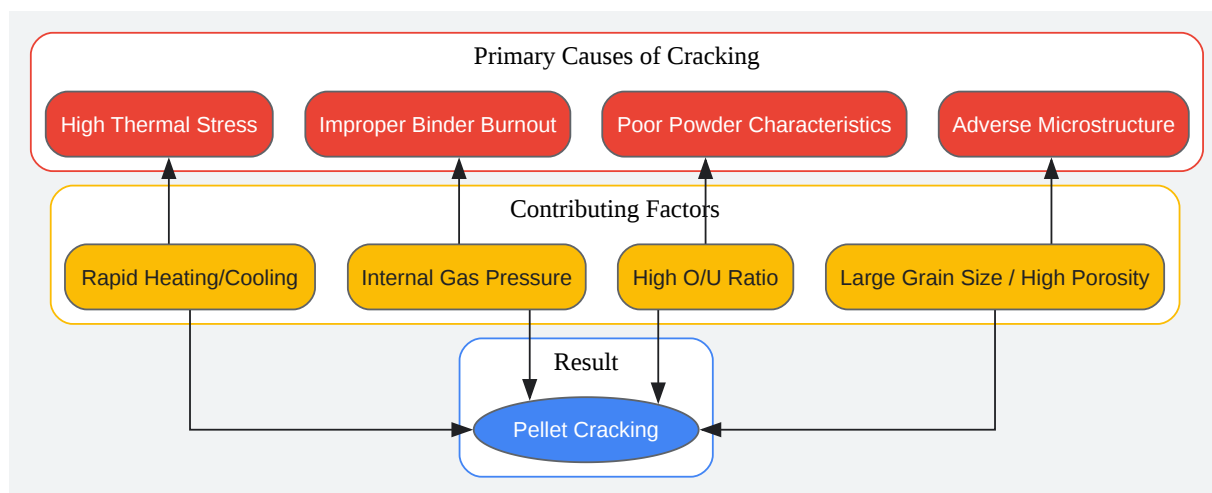 Primary Causes of Cracking
High Thermal Stress
Improper Binder Burnout
Poor Powder Characteristics
Adverse Microstructure
Contributing Factors
Rapid Heating/Cooling
Internal Gas Pressure
High O/U Ratio
Large Grain Size / High Porosity
Result
Pellet Cracking